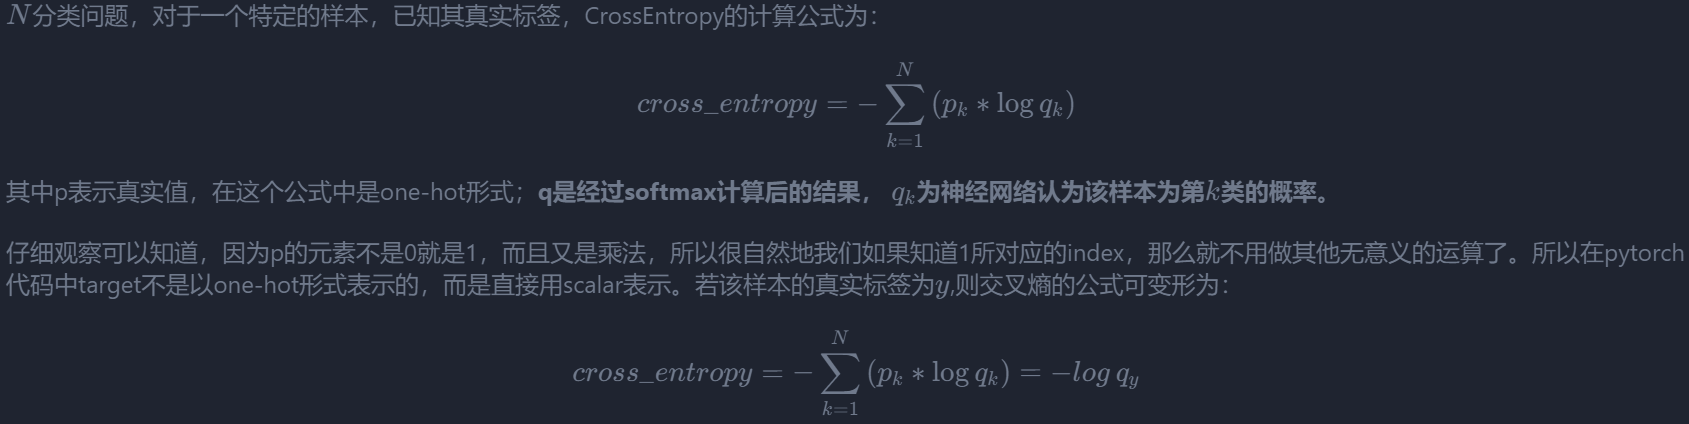 N分类问题，对于一个特定的样本，已知其真实标签，CrossEntropy的计算公式为：
cross_entropy = -∑_{k=1}^{N}(p_k * log q_k)
其中p表示真实值，在这个公式中是one-hot形式；q是经过softmax计算后的结果， q_k为神经网络认为该样本为第k类的概率。
仔细观察可以知道，因为p的元素不是0就是1，而且又是乘法，所以很自然地我们如果知道1所对应的index，那么就不用做其他无意义的运算了。所以在pytorch
代码中target不是以one-hot形式表示的，而是直接用scalar表示。若该样本的真实标签为y,则交叉熵的公式可变形为：
cross_entropy = -∑_{k=1}^{N}(p_k * log q_k) = -log q_y